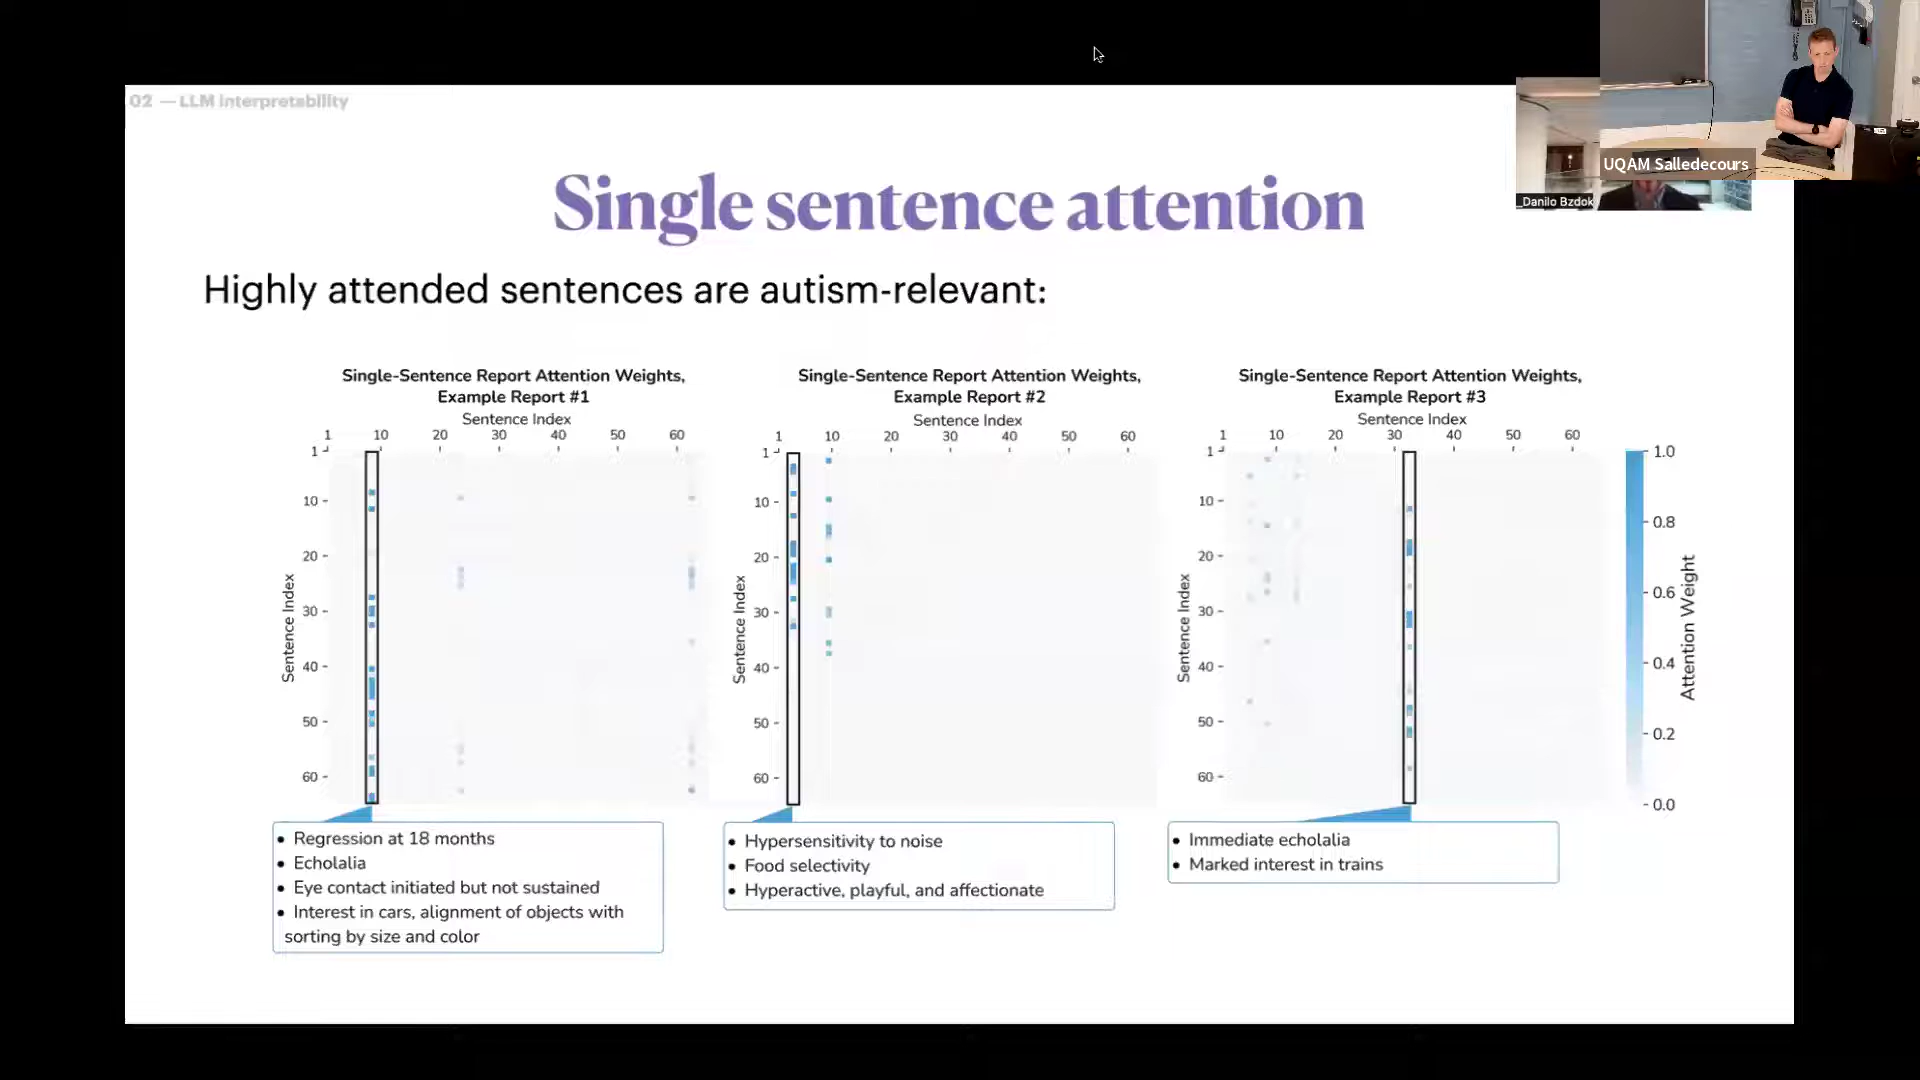 02 — LLM interpretability
UQAM Salledecours
_Danilo Bzdok
Single sentence attention
Highly attended sentences are autism-relevant:
Single-Sentence Report Attention Weights,
Example Report #1
Sentence Index
1 10 20 30 40 50 60
Sentence Index
1
10
20
30
40
50
60
Regression at 18 months
Echolalia
Eye contact initiated but not sustained
Interest in cars, alignment of objects with
sorting by size and color
Single-Sentence Report Attention Weights,
Example Report #2
Sentence Index
1 10 20 30 40 50 60
Sentence Index
1
10
20
30
40
50
60
Hypersensitivity to noise
Food selectivity
Hyperactive, playful, and affectionate
Single-Sentence Report Attention Weights,
Example Report #3
Sentence Index
1 10 20 30 40 50 60
Sentence Index
1
10
20
30
40
50
60
Immediate echolalia
Marked interest in trains
1.0
0.8
0.6
0.4
0.2
0.0
Attention Weight